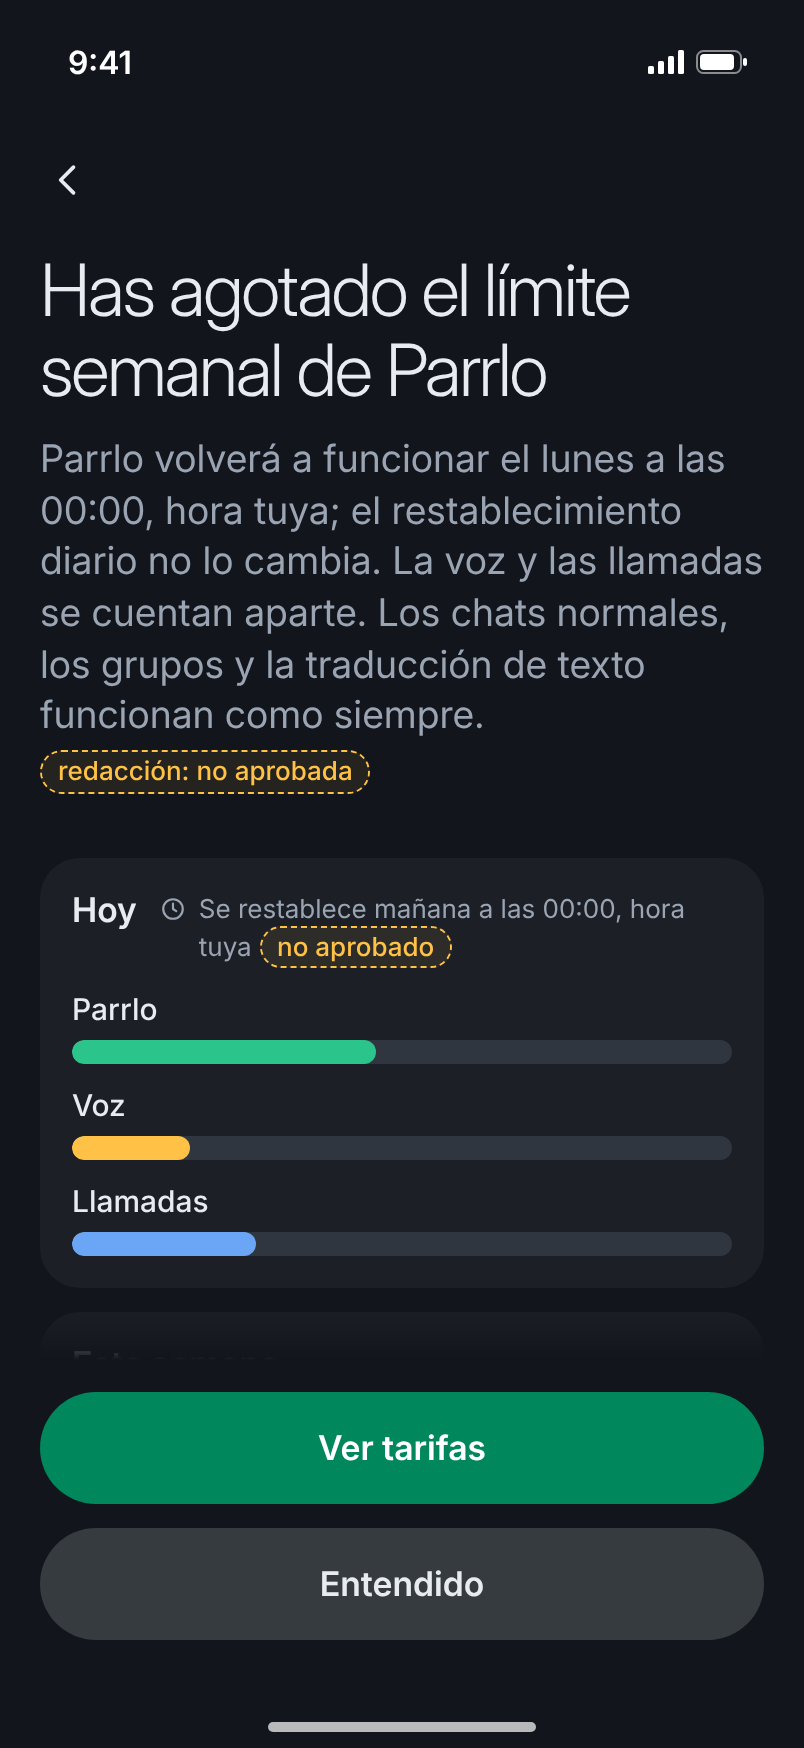 9:41
Has agotado el límite
semanal de Parrlo
Parrlo volverá a funcionar el lunes a las
00:00, hora tuya; el restablecimiento
diario no lo cambia. La voz y las llamadas
se cuentan aparte. Los chats normales,
los grupos y la traducción de texto
funcionan como siempre.
redacción: no aprobada
Hoy Se restablece mañana a las 00:00, hora
tuya no aprobado
Parrlo
Voz
Llamadas
Ver tarifas
Entendido